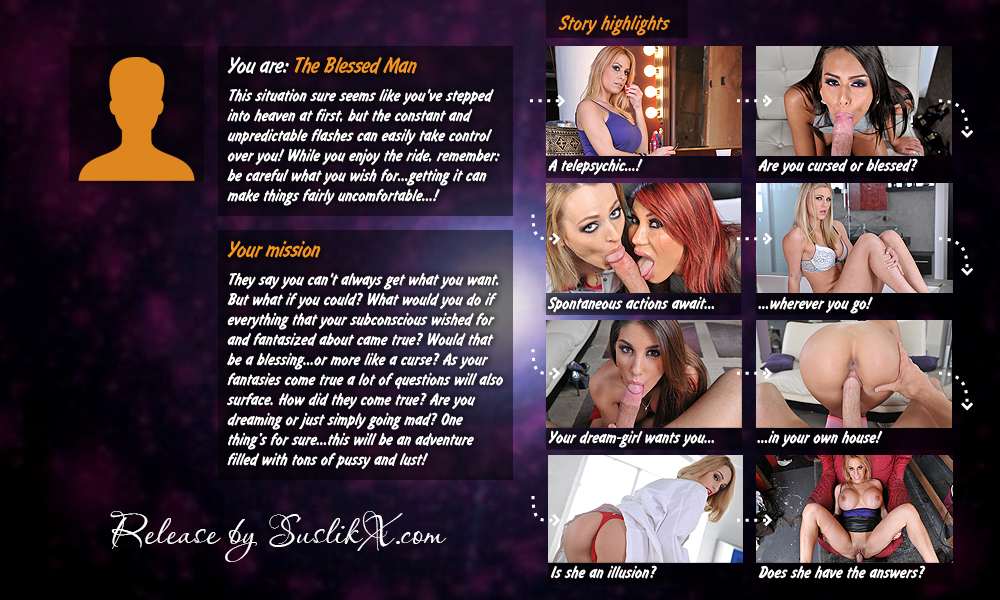 You are: The Blessed Man
This situation sure seems like you've stepped
into heaven at first, but the constant and
unpredictable flashes can easily take control
over you! While you enjoy the ride, remember:
be careful what you wish for...getting it can
make things fairly uncomfortable...!
Your mission
They say you can't always get what you want.
But what if you could? What would you do if
everything that your subconscious wished for
and fantasized about came true? Would that
be a blessing...or more like a curse? As your
fantasies come true a lot of questions will also
surface. How did they come true? Are you
dreaming or just simply going mad? One
thing's for sure...this will be an adventure
filled with tons of pussy and lust!
Release by SuslikX.com
Story highlights
A telepsychic...!
Are you cursed or blessed?
Spontaneous actions await...
...wherever you go!
Your dream-girl wants you...
...in your own house!
Is she an illusion?
Does she have the answers?